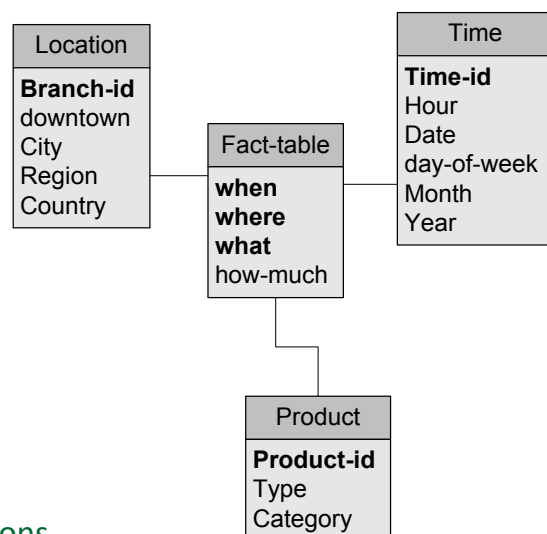 Location
Branch-id
downtown
City
Region
Country
Fact-table
when
where
what
how-much
Time
Time-id
Hour
Date
day-of-week
Month
Year
Product
Product-id
Type
Category